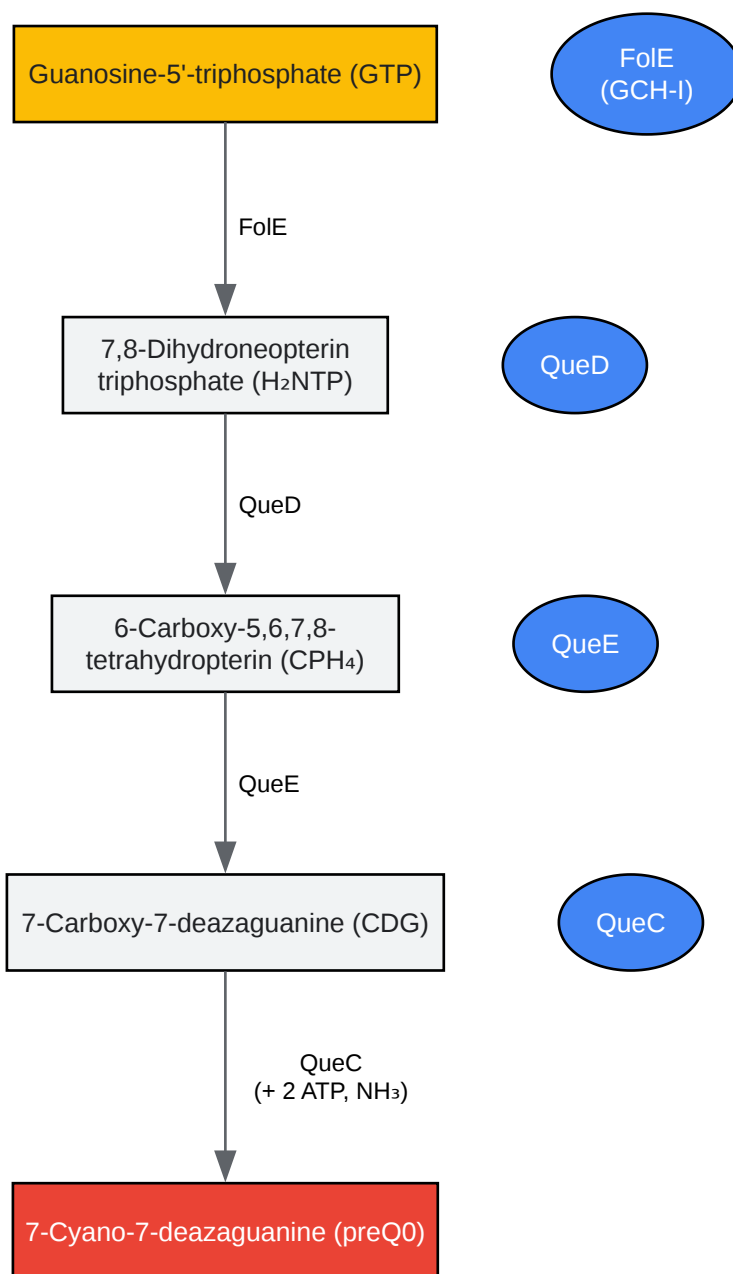 Guanosine-5'-triphosphate (GTP)
FolE
(GCH-I)
FolE
7,8-Dihydroneopterin
triphosphate (H₂NTP)
QueD
QueD
6-Carboxy-5,6,7,8-
tetrahydropterin (CPH₄)
QueE
QueE
7-Carboxy-7-deazaguanine (CDG)
QueC
QueC
(+ 2 ATP, NH₃)
7-Cyano-7-deazaguanine (preQ0)